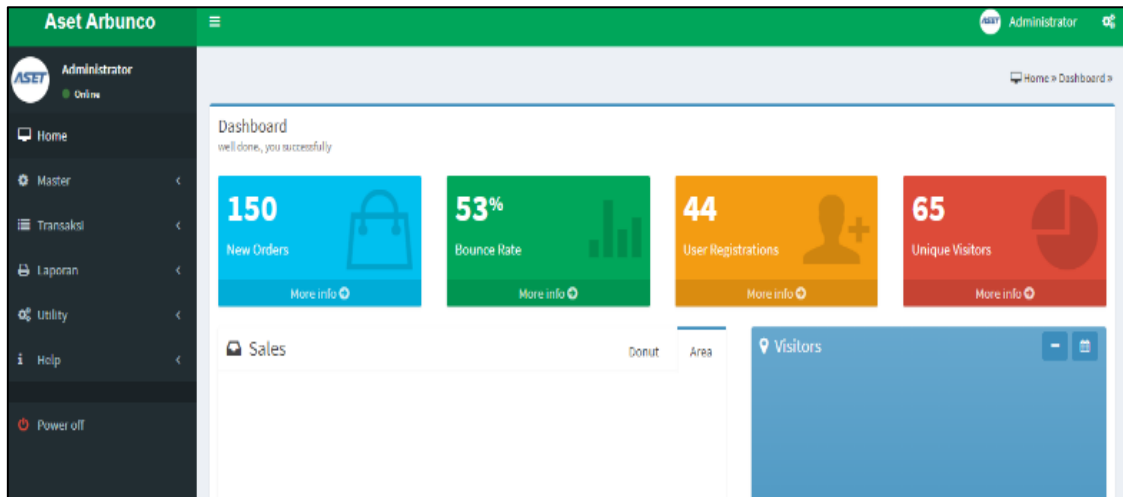 Aset Arbunco
ASET Administrator
ASET
Administrator
Online
Home » Dashboard »
Home
Master
Transaksi
Laporan
Utility
Help
Power off
Dashboard
well done., you successfully
150
New Orders
More info
53%
Bounce Rate
More info
44
User Registrations
More info
65
Unique Visitors
More info
Sales
Donut Area
Visitors